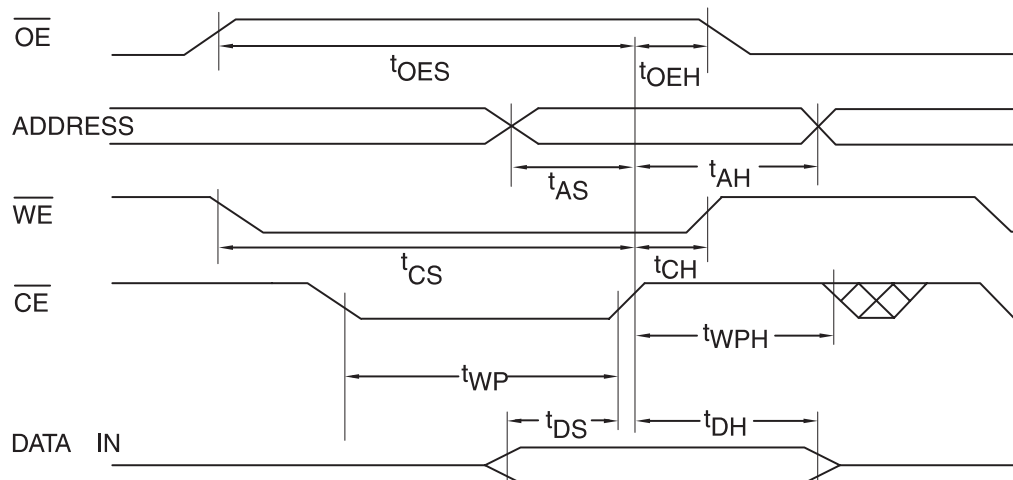 OE
tOES
tOEH
ADDRESS
tAS
tAH
WE
tCS
tCH
CE
tWPH
tWP
tDS
tDH
DATA IN